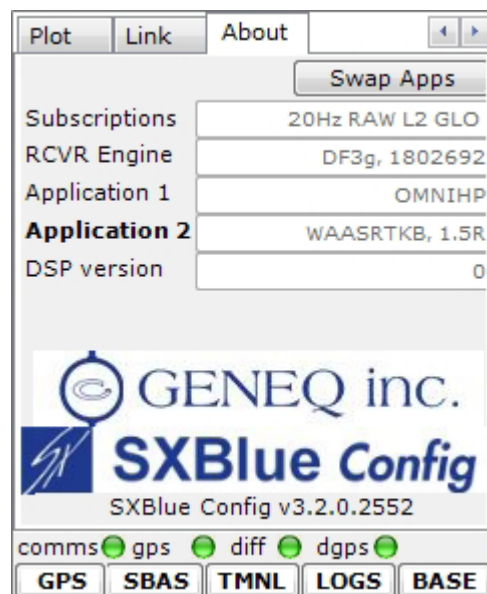 Plot Link About
Swap Apps
Subscriptions 20Hz RAW L2 GLO
RCVR Engine DF3g, 1802692
Application 1 OMNIHP
Application 2 WAASRTKB, 1.5R
DSP version 0
GENEQ inc.
SX SXBlue Config
SXBlue Config v3.2.0.2552
comms gps diff dgps
GPS SBAS TMNL LOGS BASE